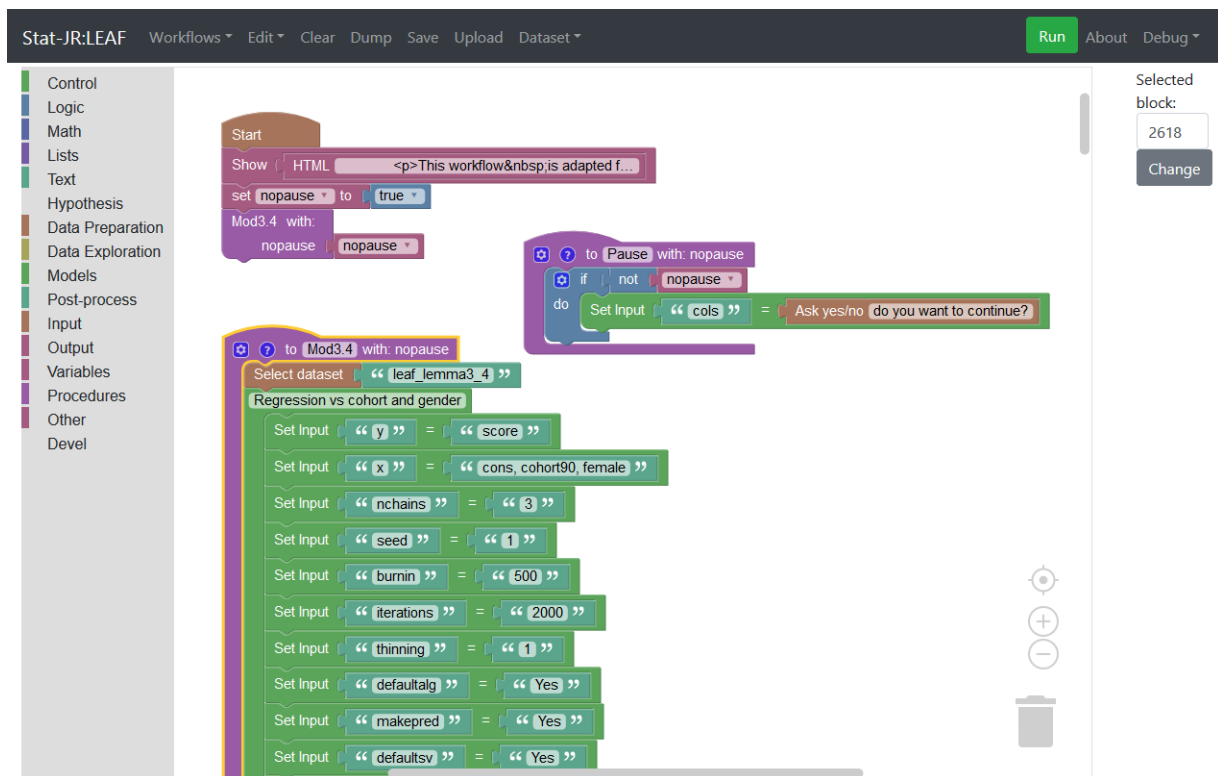 Stat-JR:LEAF Workflows Edit Clear Dump Save Upload Dataset Run About Debug
Control
Logic
Math
Lists
Text
Hypothesis
Data Preparation
Data Exploration
Models
Post-process
Input
Output
Variables
Procedures
Other
Devel
Start
Show HTML <p>This workflow&nbsp;is adapted f…
set nopause to true
Mod3.4 with:
nopause nopause
? to Pause with: nopause
if not nopause
do Set Input “ cols ” = Ask yes/no do you want to continue?
? to Mod3.4 with: nopause
Select dataset “ leaf_lemma3_4 ”
Regression vs cohort and gender
Set Input “ y ” = “ score ”
Set Input “ x ” = “ cons, cohort90, female ”
Set Input “ nchains ” = “ 3 ”
Set Input “ seed ” = “ 1 ”
Set Input “ burnin ” = “ 500 ”
Set Input “ iterations ” = “ 2000 ”
Set Input “ thinning ” = “ 1 ”
Set Input “ defaultalg ” = “ Yes ”
Set Input “ makepred ” = “ Yes ”
Set Input “ defaultsv ” = “ Yes ”
Selected
block:
2618
Change